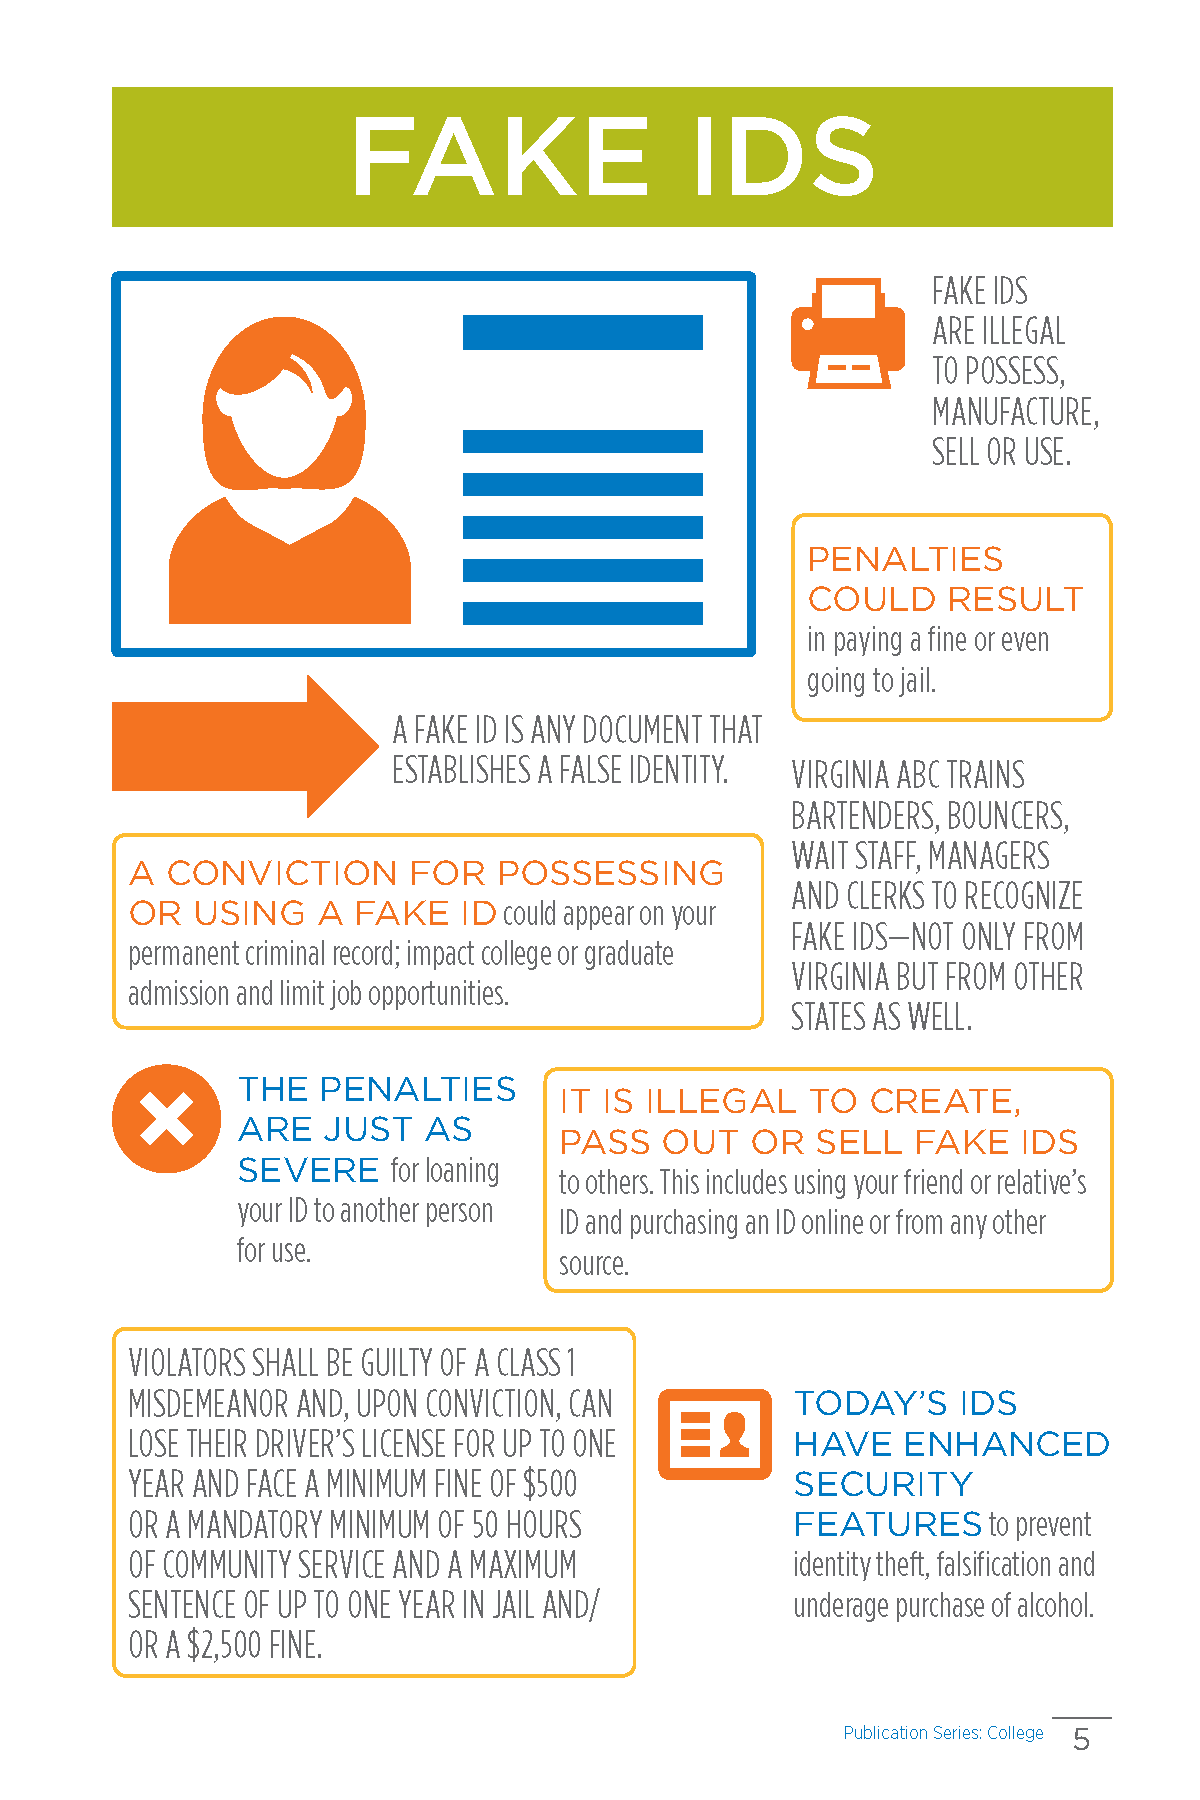 FAKE IDS
FAKE IDS
ARE ILLEGAL
TO POSSESS,
MANUFACTURE,
SELL OR USE.
PENALTIES
COULD RESULT
in paying a fine or even
going to jail.
A FAKE ID IS ANY DOCUMENT THAT
ESTABLISHES A FALSE IDENTITY.
VIRGINIA ABC TRAINS
BARTENDERS, BOUNCERS,
WAIT STAFF, MANAGERS
AND CLERKS TO RECOGNIZE
FAKE IDS—NOT ONLY FROM
VIRGINIA BUT FROM OTHER
STATES AS WELL.
A CONVICTION FOR POSSESSING
OR USING A FAKE ID could appear on your
permanent criminal record; impact college or graduate
admission and limit job opportunities.
THE PENALTIES
ARE JUST AS
SEVERE for loaning
your ID to another person
for use.
IT IS ILLEGAL TO CREATE,
PASS OUT OR SELL FAKE IDS
to others. This includes using your friend or relative's
ID and purchasing an ID online or from any other
source.
VIOLATORS SHALL BE GUILTY OF A CLASS 1
MISDEMEANOR AND, UPON CONVICTION, CAN
LOSE THEIR DRIVER'S LICENSE FOR UP TO ONE
YEAR AND FACE A MINIMUM FINE OF $500
OR A MANDATORY MINIMUM OF 50 HOURS
OF COMMUNITY SERVICE AND A MAXIMUM
SENTENCE OF UP TO ONE YEAR IN JAIL AND/
OR A $2,500 FINE.
TODAY'S IDS
HAVE ENHANCED
SECURITY
FEATURES to prevent
identity theft, falsification and
underage purchase of alcohol.
Publication Series: College 5